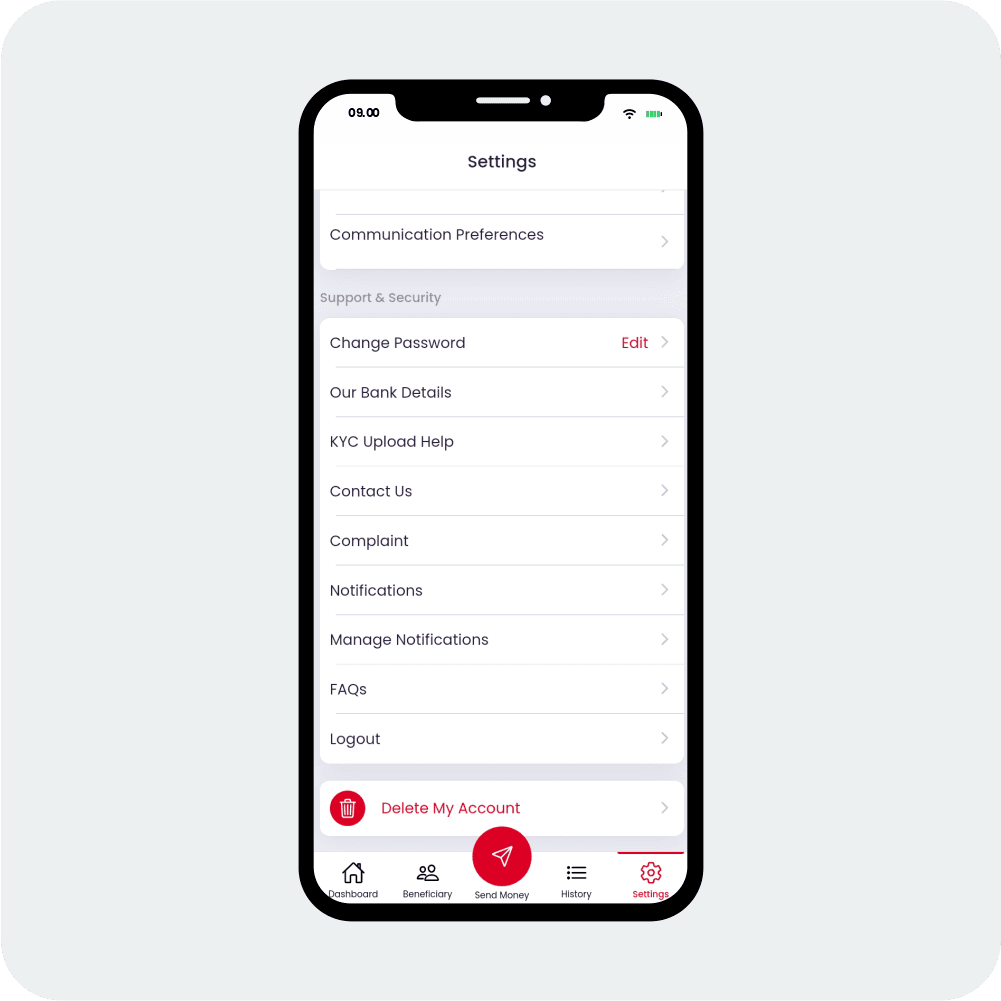 09.00
Settings
Communication Preferences
Support & Security
Change Password Edit
Our Bank Details
KYC Upload Help
Contact Us
Complaint
Notifications
Manage Notifications
FAQs
Logout
Delete My Account
Dashboard Beneficiary Send Money History Settings